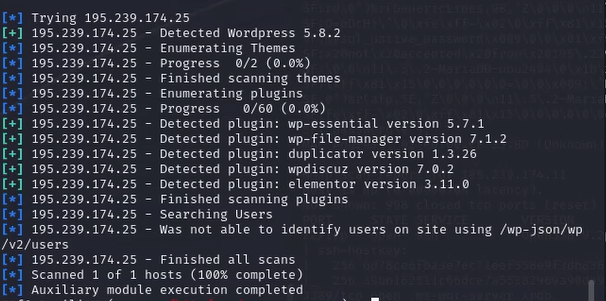 [*] Trying 195.239.174.25
[+] 195.239.174.25 - Detected Wordpress 5.8.2
[*] 195.239.174.25 - Enumerating Themes
[*] 195.239.174.25 - Progress  0/2 (0.0%)
[*] 195.239.174.25 - Finished scanning themes
[*] 195.239.174.25 - Enumerating plugins
[*] 195.239.174.25 - Progress   0/60 (0.0%)
[+] 195.239.174.25 - Detected plugin: wp-essential version 5.7.1
[+] 195.239.174.25 - Detected plugin: wp-file-manager version 7.1.2
[+] 195.239.174.25 - Detected plugin: duplicator version 1.3.26
[+] 195.239.174.25 - Detected plugin: wpdiscuz version 7.0.2
[+] 195.239.174.25 - Detected plugin: elementor version 3.11.0
[*] 195.239.174.25 - Finished scanning plugins
[*] 195.239.174.25 - Searching Users
[*] 195.239.174.25 - Was not able to identify users on site using /wp-json/wp
/v2/users
[*] 195.239.174.25 - Finished all scans
[*] Scanned 1 of 1 hosts (100% complete)
[*] Auxiliary module execution completed